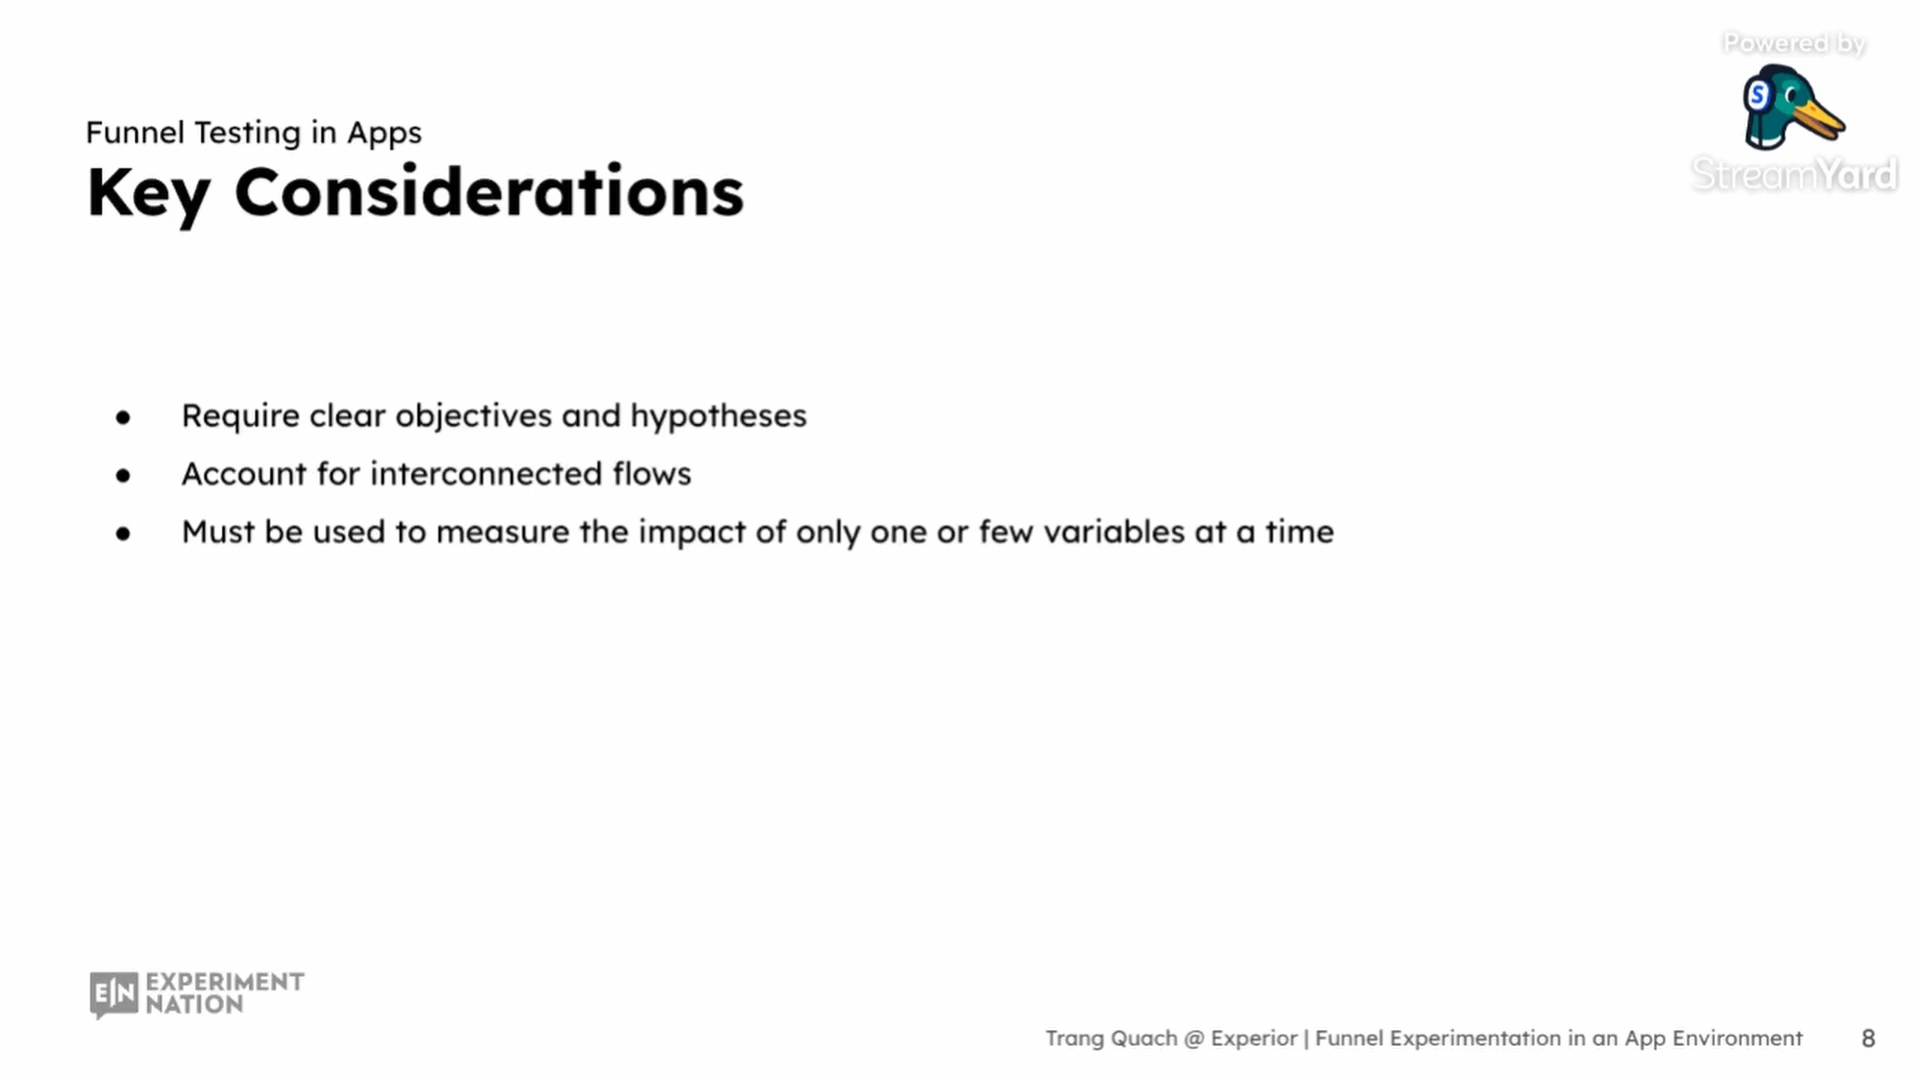 Powered by
StreamYard
Funnel Testing in Apps
Key Considerations
● Require clear objectives and hypotheses
● Account for interconnected flows
● Must be used to measure the impact of only one or few variables at a time
E|N EXPERIMENT
NATION
Trang Quach @ Experior | Funnel Experimentation in an App Environment 8